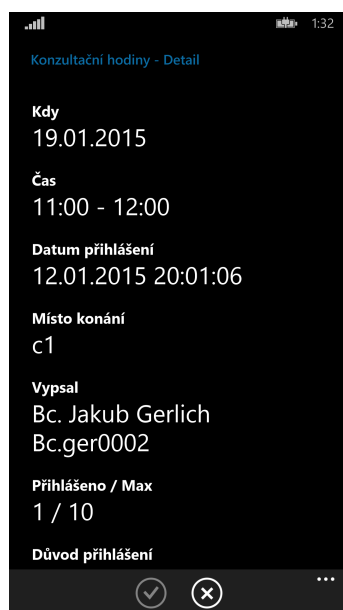 1:32
Konzultační hodiny - Detail
Kdy
19.01.2015
Čas
11:00 - 12:00
Datum přihlášení
12.01.2015 20:01:06
Místo konání
c1
Vypsal
Bc. Jakub Gerlich
Bc.ger0002
Přihlášeno / Max
1 / 10
Důvod přihlášení